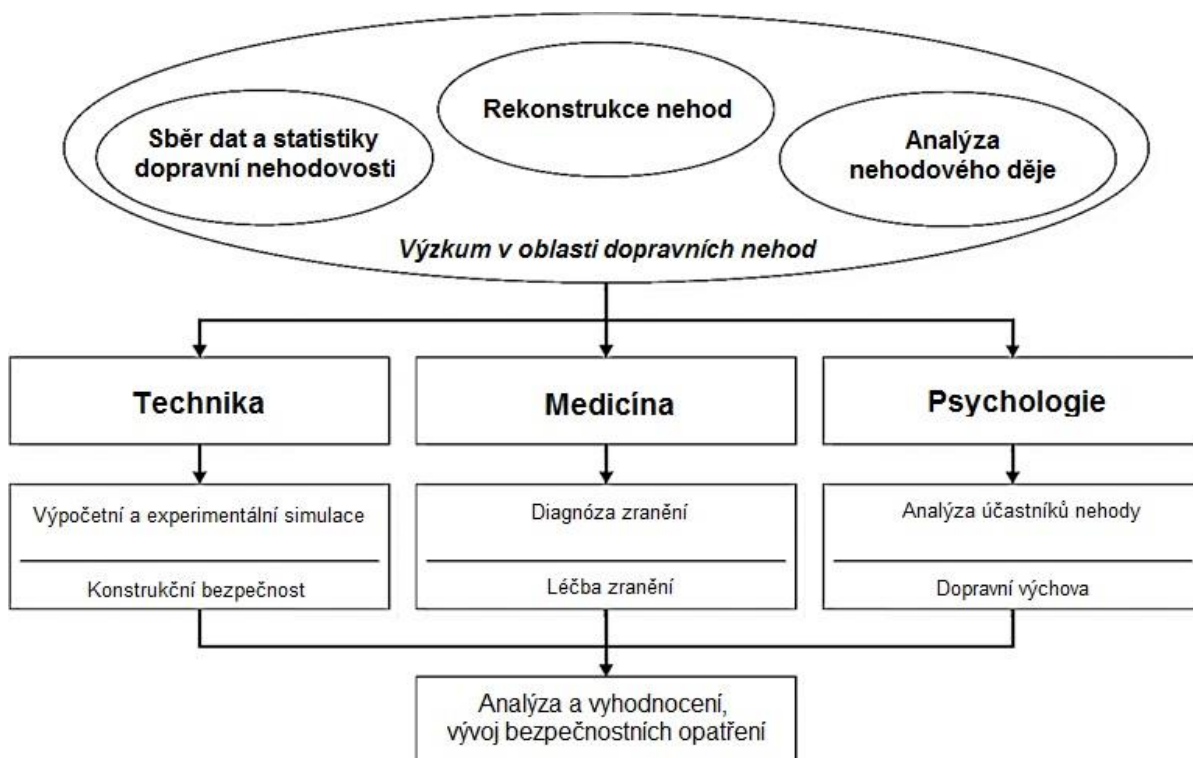 Rekonstrukce nehod
Sběr dat a statistiky
dopravní nehodovosti
Analýza
nehodového děje
Výzkum v oblasti dopravních nehod
Technika
Medicína
Psychologie
Výpočetní a experimentální simulace
Konstrukční bezpečnost
Diagnóza zranění
Léčba zranění
Analýza účastníků nehody
Dopravní výchova
Analýza a vyhodnocení,
vývoj bezpečnostních opatření